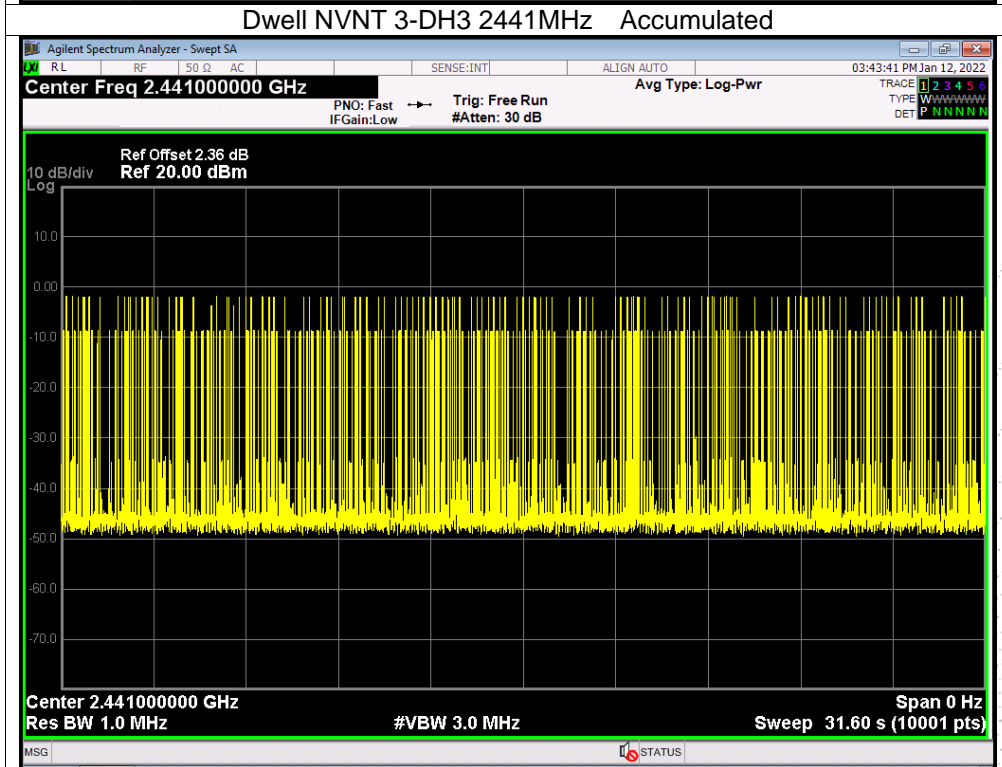 Dwell NVNT 3-DH3 2441MHz Accumulated
Agilent Spectrum Analyzer - Swept SA
LXI RL RF 50 Ω AC SENSE:INT ALIGN AUTO 03:43:41 PM Jan 12, 2022
Center Freq 2.441000000 GHz Avg Type: Log-Pwr TRACE 1 2 3 4 5 6
PNO: Fast Trig: Free Run TYPE WWWWWW
IFGain:Low #Atten: 30 dB DET P N N N N N
Ref Offset 2.36 dB
10 dB/div Ref 20.00 dBm
Log
10.0
0.00
-10.0
-20.0
-30.0
-40.0
-50.0
-60.0
-70.0
Center 2.441000000 GHz Span 0 Hz
Res BW 1.0 MHz #VBW 3.0 MHz Sweep 31.60 s (10001 pts)
MSG STATUS